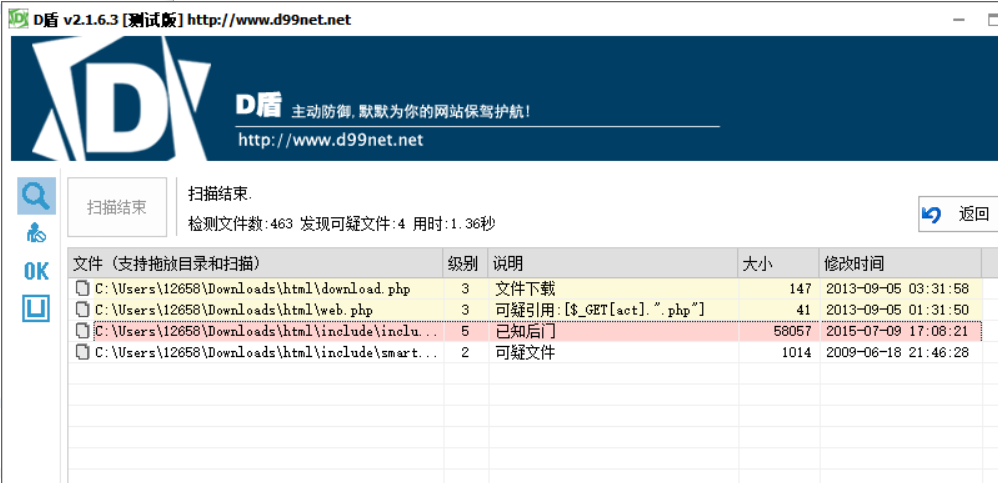 D盾 v2.1.6.3 [测试版] http://www.d99net.net
D盾 主动防御,默默为你的网站保驾护航!
http://www.d99net.net
扫描结束
扫描结束.
检测文件数:463 发现可疑文件:4 用时:1.36秒
返回
OK
文件 (支持拖放目录和扫描) 级别 说明 大小 修改时间
C:\Users\12658\Downloads\html\download.php 3 文件下载 147 2013-09-05 03:31:58
C:\Users\12658\Downloads\html\web.php 3 可疑引用:[$_GET[act].".php"] 41 2013-09-05 01:31:50
C:\Users\12658\Downloads\html\include\inclu... 5 已知后门 58057 2015-07-09 17:08:21
C:\Users\12658\Downloads\html\include\smart... 2 可疑文件 1014 2009-06-18 21:46:28